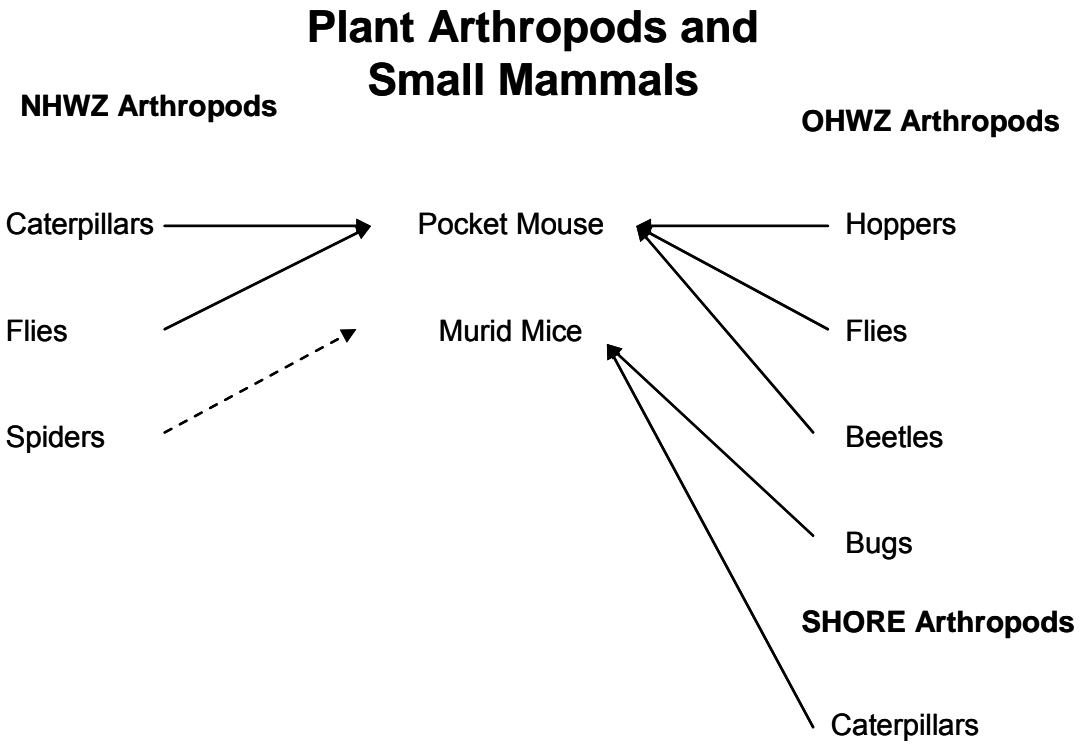 Plant Arthropods and
Small Mammals
NHWZ Arthropods
OHWZ Arthropods
Caterpillars
Pocket Mouse
Hoppers
Flies
Murid Mice
Flies
Spiders
Beetles
Bugs
SHORE Arthropods
Caterpillars